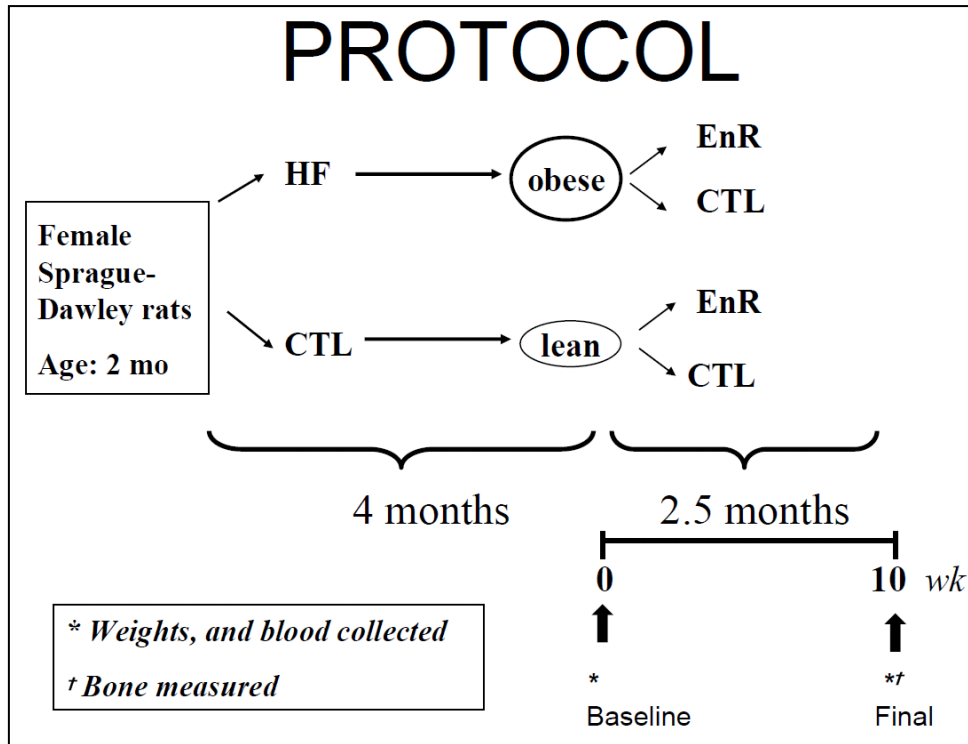 PROTOCOL
HF
obese
EnR
CTL
Female
Sprague-
Dawley rats
Age: 2 mo
CTL
lean
EnR
CTL
4 months
2.5 months
0
10 wk
* Weights, and blood collected
† Bone measured
*
Baseline
*†
Final